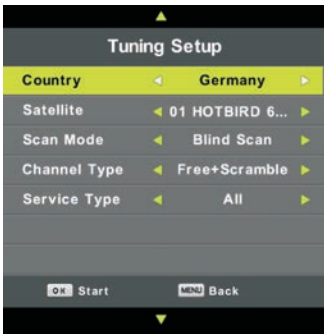 Tuning Setup
Country Germany
Satellite 01 HOTBIRD 6...
Scan Mode Blind Scan
Channel Type Free+Scramble
Service Type All
OK Start MENU Back